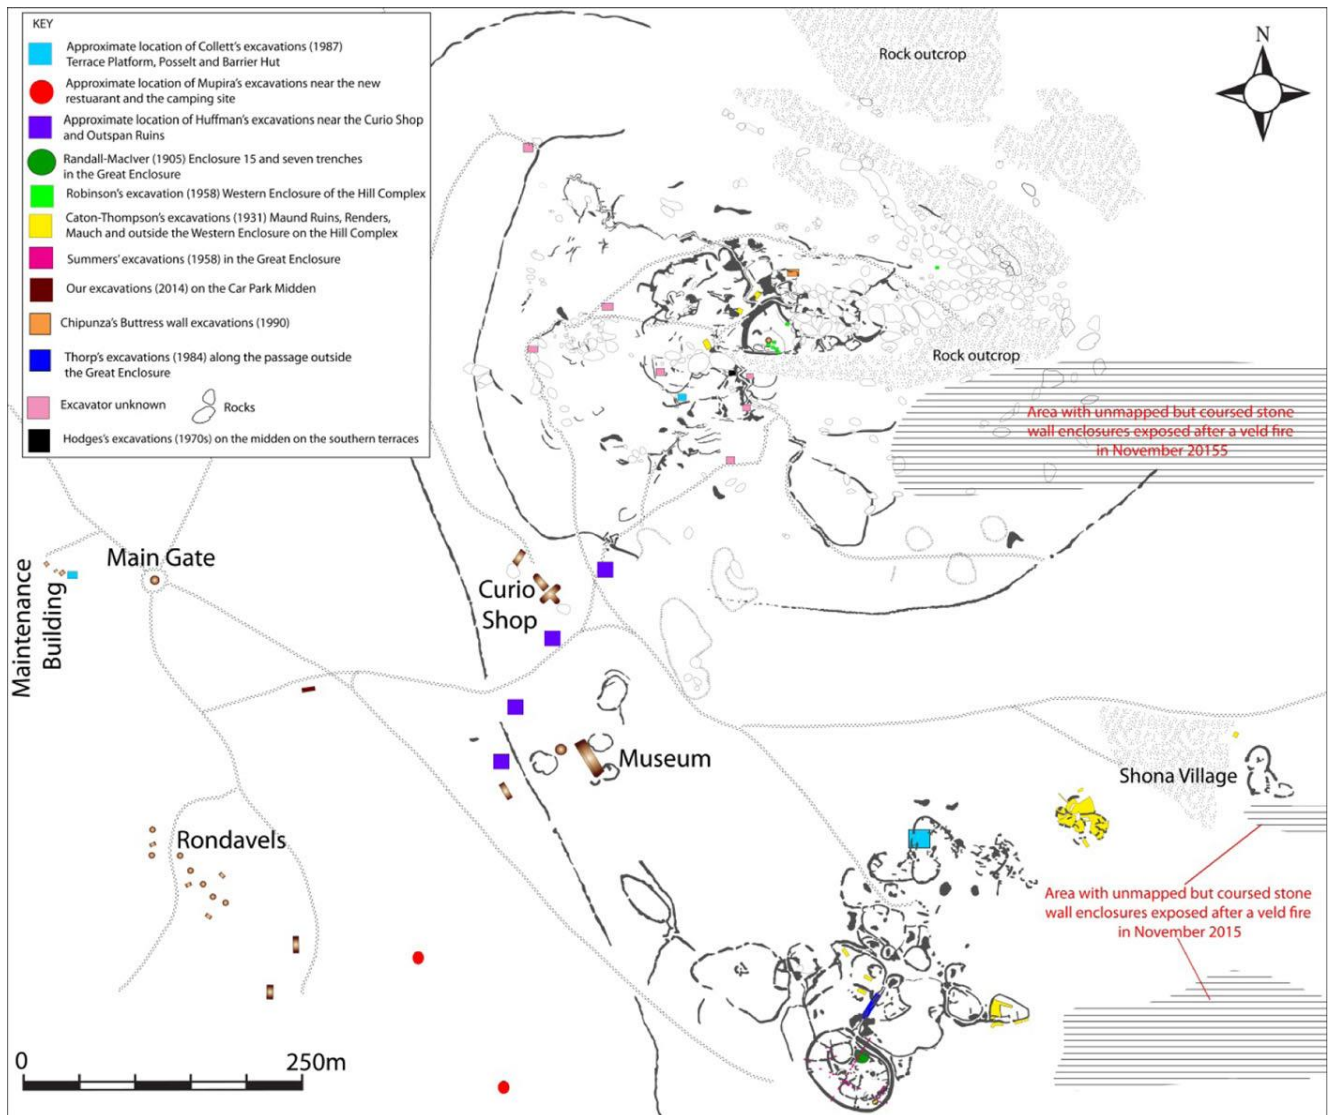 KEY
Approximate location of Collett's excavations (1987)
Terrace Platform, Posselt and Barrier Hut
Approximate location of Mupira's excavations near the new
restuarant and the camping site
Approximate location of Huffman's excavations near the Curio Shop
and Outspan Ruins
Randall-MacIver (1905) Enclosure 15 and seven trenches
in the Great Enclosure
Robinson's excavation (1958) Western Enclosure of the Hill Complex
Caton-Thompson's excavations (1931) Maund Ruins, Renders,
Mauch and outside the Western Enclosure on the Hill Complex
Summers' excavations (1958) in the Great Enclosure
Our excavations (2014) on the Car Park Midden
Chipunza's Buttress wall excavations (1990)
Thorp's excavations (1984) along the passage outside
the Great Enclosure
Excavator unknown
Rocks
Hodges's excavations (1970s) on the midden on the southern terraces
Rock outcrop
N
Rock outcrop
Area with unmapped but coursed stone
wall enclosures exposed after a veld fire
in November 20155
Main Gate
Maintenance
Building
Curio
Shop
Museum
Shona Village
Rondavels
Area with unmapped but coursed stone
wall enclosures exposed after a veld fire
in November 2015
0
250m